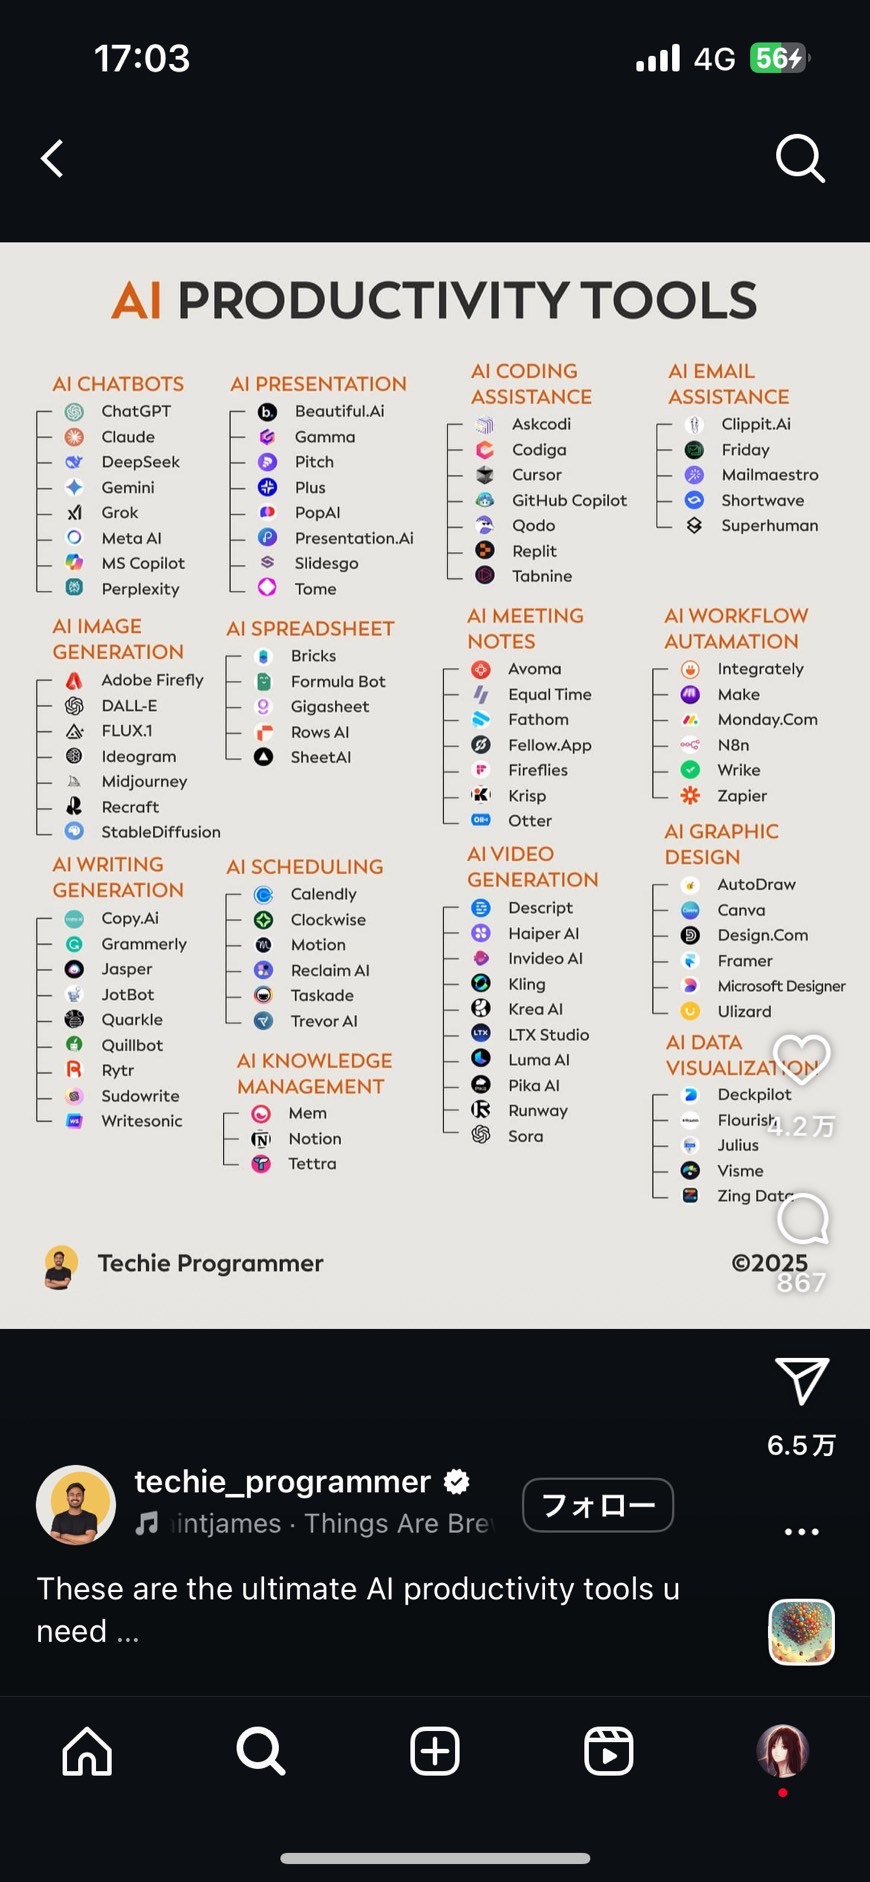 17:03
4G
56
AI PRODUCTIVITY TOOLS
AI CHATBOTS
ChatGPT
Claude
DeepSeek
Gemini
Grok
Meta AI
MS Copilot
Perplexity
AI PRESENTATION
Beautiful.Ai
Gamma
Pitch
Plus
PopAI
Presentation.Ai
Slidesgo
Tome
AI CODING
ASSISTANCE
Askcodi
Codiga
Cursor
GitHub Copilot
Qodo
Replit
Tabnine
AI EMAIL
ASSISTANCE
Clippit.Ai
Friday
Mailmaestro
Shortwave
Superhuman
AI IMAGE
GENERATION
Adobe Firefly
DALL-E
FLUX.1
Ideogram
Midjourney
Recraft
StableDiffusion
AI SPREADSHEET
Bricks
Formula Bot
Gigasheet
Rows AI
SheetAI
AI MEETING
NOTES
Avoma
Equal Time
Fathom
Fellow.App
Fireflies
Krisp
Otter
AI WORKFLOW
AUTAMATION
Integrately
Make
Monday.Com
N8n
Wrike
Zapier
AI WRITING
GENERATION
Copy.Ai
Grammerly
Jasper
JotBot
Quarkle
Quillbot
Rytr
Sudowrite
Writesonic
AI SCHEDULING
Calendly
Clockwise
Motion
Reclaim AI
Taskade
Trevor AI
AI KNOWLEDGE
MANAGEMENT
Mem
Notion
Tettra
AI VIDEO
GENERATION
Descript
Haiper AI
Invideo AI
Kling
Krea AI
LTX Studio
Luma AI
Pika AI
Runway
Sora
AI GRAPHIC
DESIGN
AutoDraw
Canva
Design.Com
Framer
Microsoft Designer
Ulizard
AI DATA
VISUALIZATION
Deckpilot
Flourish
Julius
Visme
Zing Data
4.2万
Techie Programmer
©2025
867
6.5万
techie_programmer
フォロー
intjames · Things Are Brew
These are the ultimate AI productivity tools u
need ...